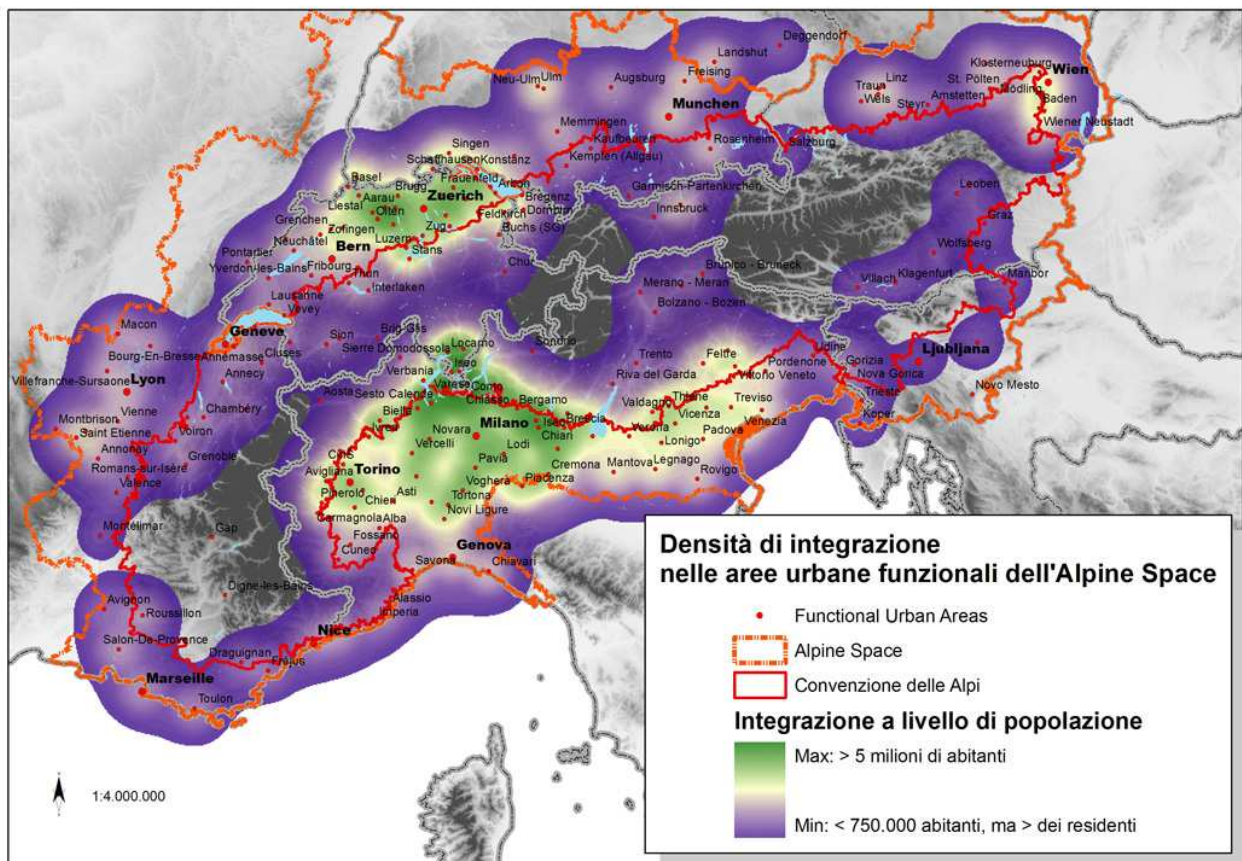 Deggendorf
Landshut
Freising
Neu-Ulm
Ulm
Augsburg
Munchen
Memmingen
Kaufbeuren
Kempten (Allgau)
Rosenheim
Salzburg
Klosterneuburg
Wien
Linz
St. Pölten
Traun
Mödling
Wels
Amstetten
Steyr
Baden
Wiener Neustadt
Singen
Schaffhausen
Konstanz
Basel
Frauenfeld
Arbon
Brugg
Aarau
Zuerich
Bregenz
Liestal
Olten
Dornbirn
Feldkirch
Grenchen
Zofingen
Zug
Buchs (SG)
Garmisch-Partenkirchen
Innsbruck
Leoben
Graz
Neuchâtel
Bern
Luzern
Stans
Pontarlier
Chur
Wolfsberg
Yverdon-les-Bains
Fribourg
Thun
Interlaken
Brunico - Bruneck
Klagenfurt
Villach
Maribor
Merano - Meran
Bolzano - Bozen
Lausanne
Vevey
Macon
Geneve
Sion
Brig-Glis
Locarno
Sondrio
Bourg-En-Bresse
Annemasse
Cluses
Sierre
Domodossola
Trento
Feltre
Udine
Ljubljana
Villefranche-Sursaone
Annecy
Verbania
Varese
Como
Riva del Garda
Pordenone
Gorizia
Lyon
Aosta
Sesto Calende
Chiasso
Bergamo
Vittorio Veneto
Nova Gorica
Novo Mesto
Vienne
Chambéry
Biella
Iseo
Brescia
Valdagno
Thiene
Treviso
Trieste
Montbrison
Voiron
Novara
Milano
Chiari
Vicenza
Koper
Saint Etienne
Vercelli
Lodi
Verona
Padova
Venezia
Annonay
Grenoble
Lonigo
Romans-sur-Isère
Avigliana
Pavia
Cremona
Mantova
Legnago
Valence
Torino
Voghera
Piacenza
Rovigo
Pinerolo
Asti
Tortona
Chieri
Novi Ligure
Carmagnola
Alba
Montélimar
Gap
Fossano
Cuneo
Genova
Savona
Chiavari
Digne-les-Bains
Avignon
Roussillon
Alassio
Imperia
Salon-De-Provence
Nice
Draguignan
Fréjus
Marseille
Toulon
1:4.000.000
Densità di integrazione
nelle aree urbane funzionali dell'Alpine Space
Functional Urban Areas
Alpine Space
Convenzione delle Alpi
Integrazione a livello di popolazione
Max: > 5 milioni di abitanti
Min: < 750.000 abitanti, ma > dei residenti